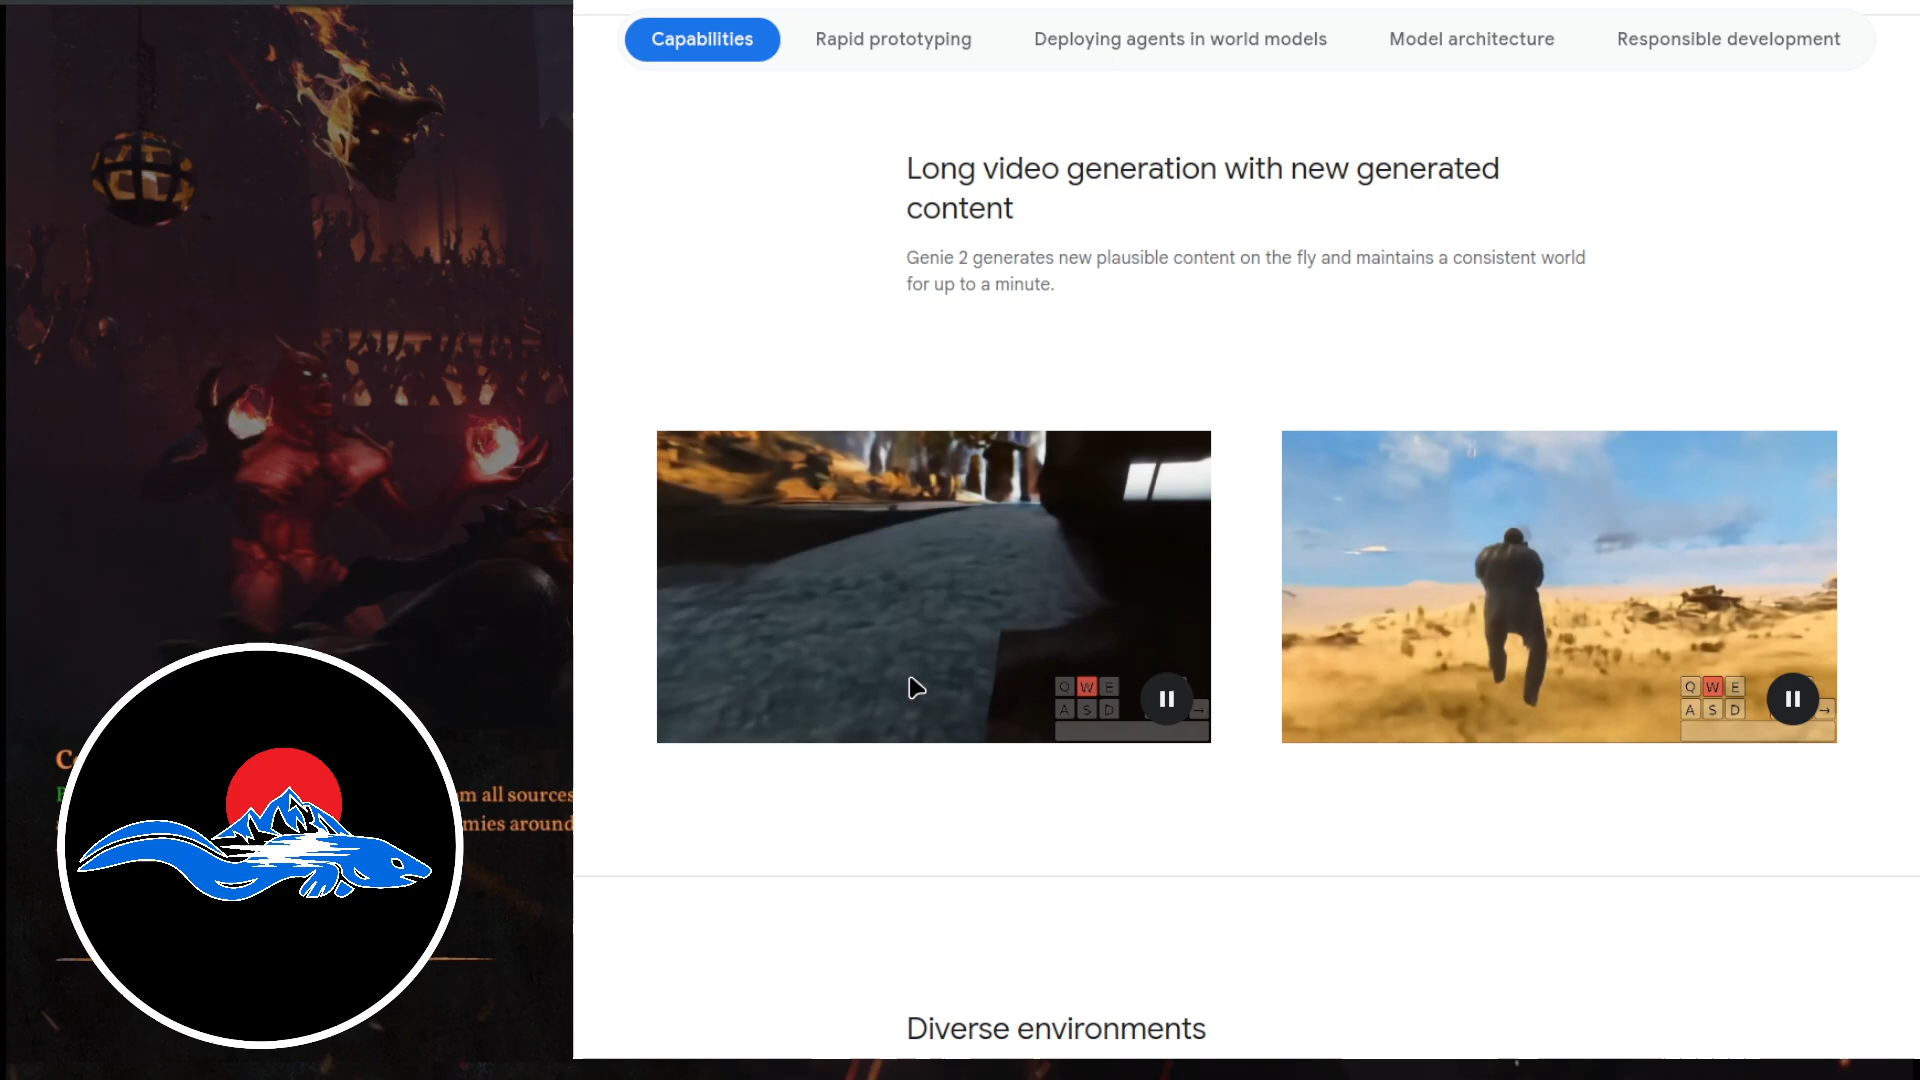 Capabilities
Rapid prototyping
Deploying agents in world models
Model architecture
Responsible development
Long video generation with new generated
content
Genie 2 generates new plausible content on the fly and maintains a consistent world
for up to a minute.
Q W E
A S D →
Q W E
A S D →
m all sources
mies around
Diverse environments